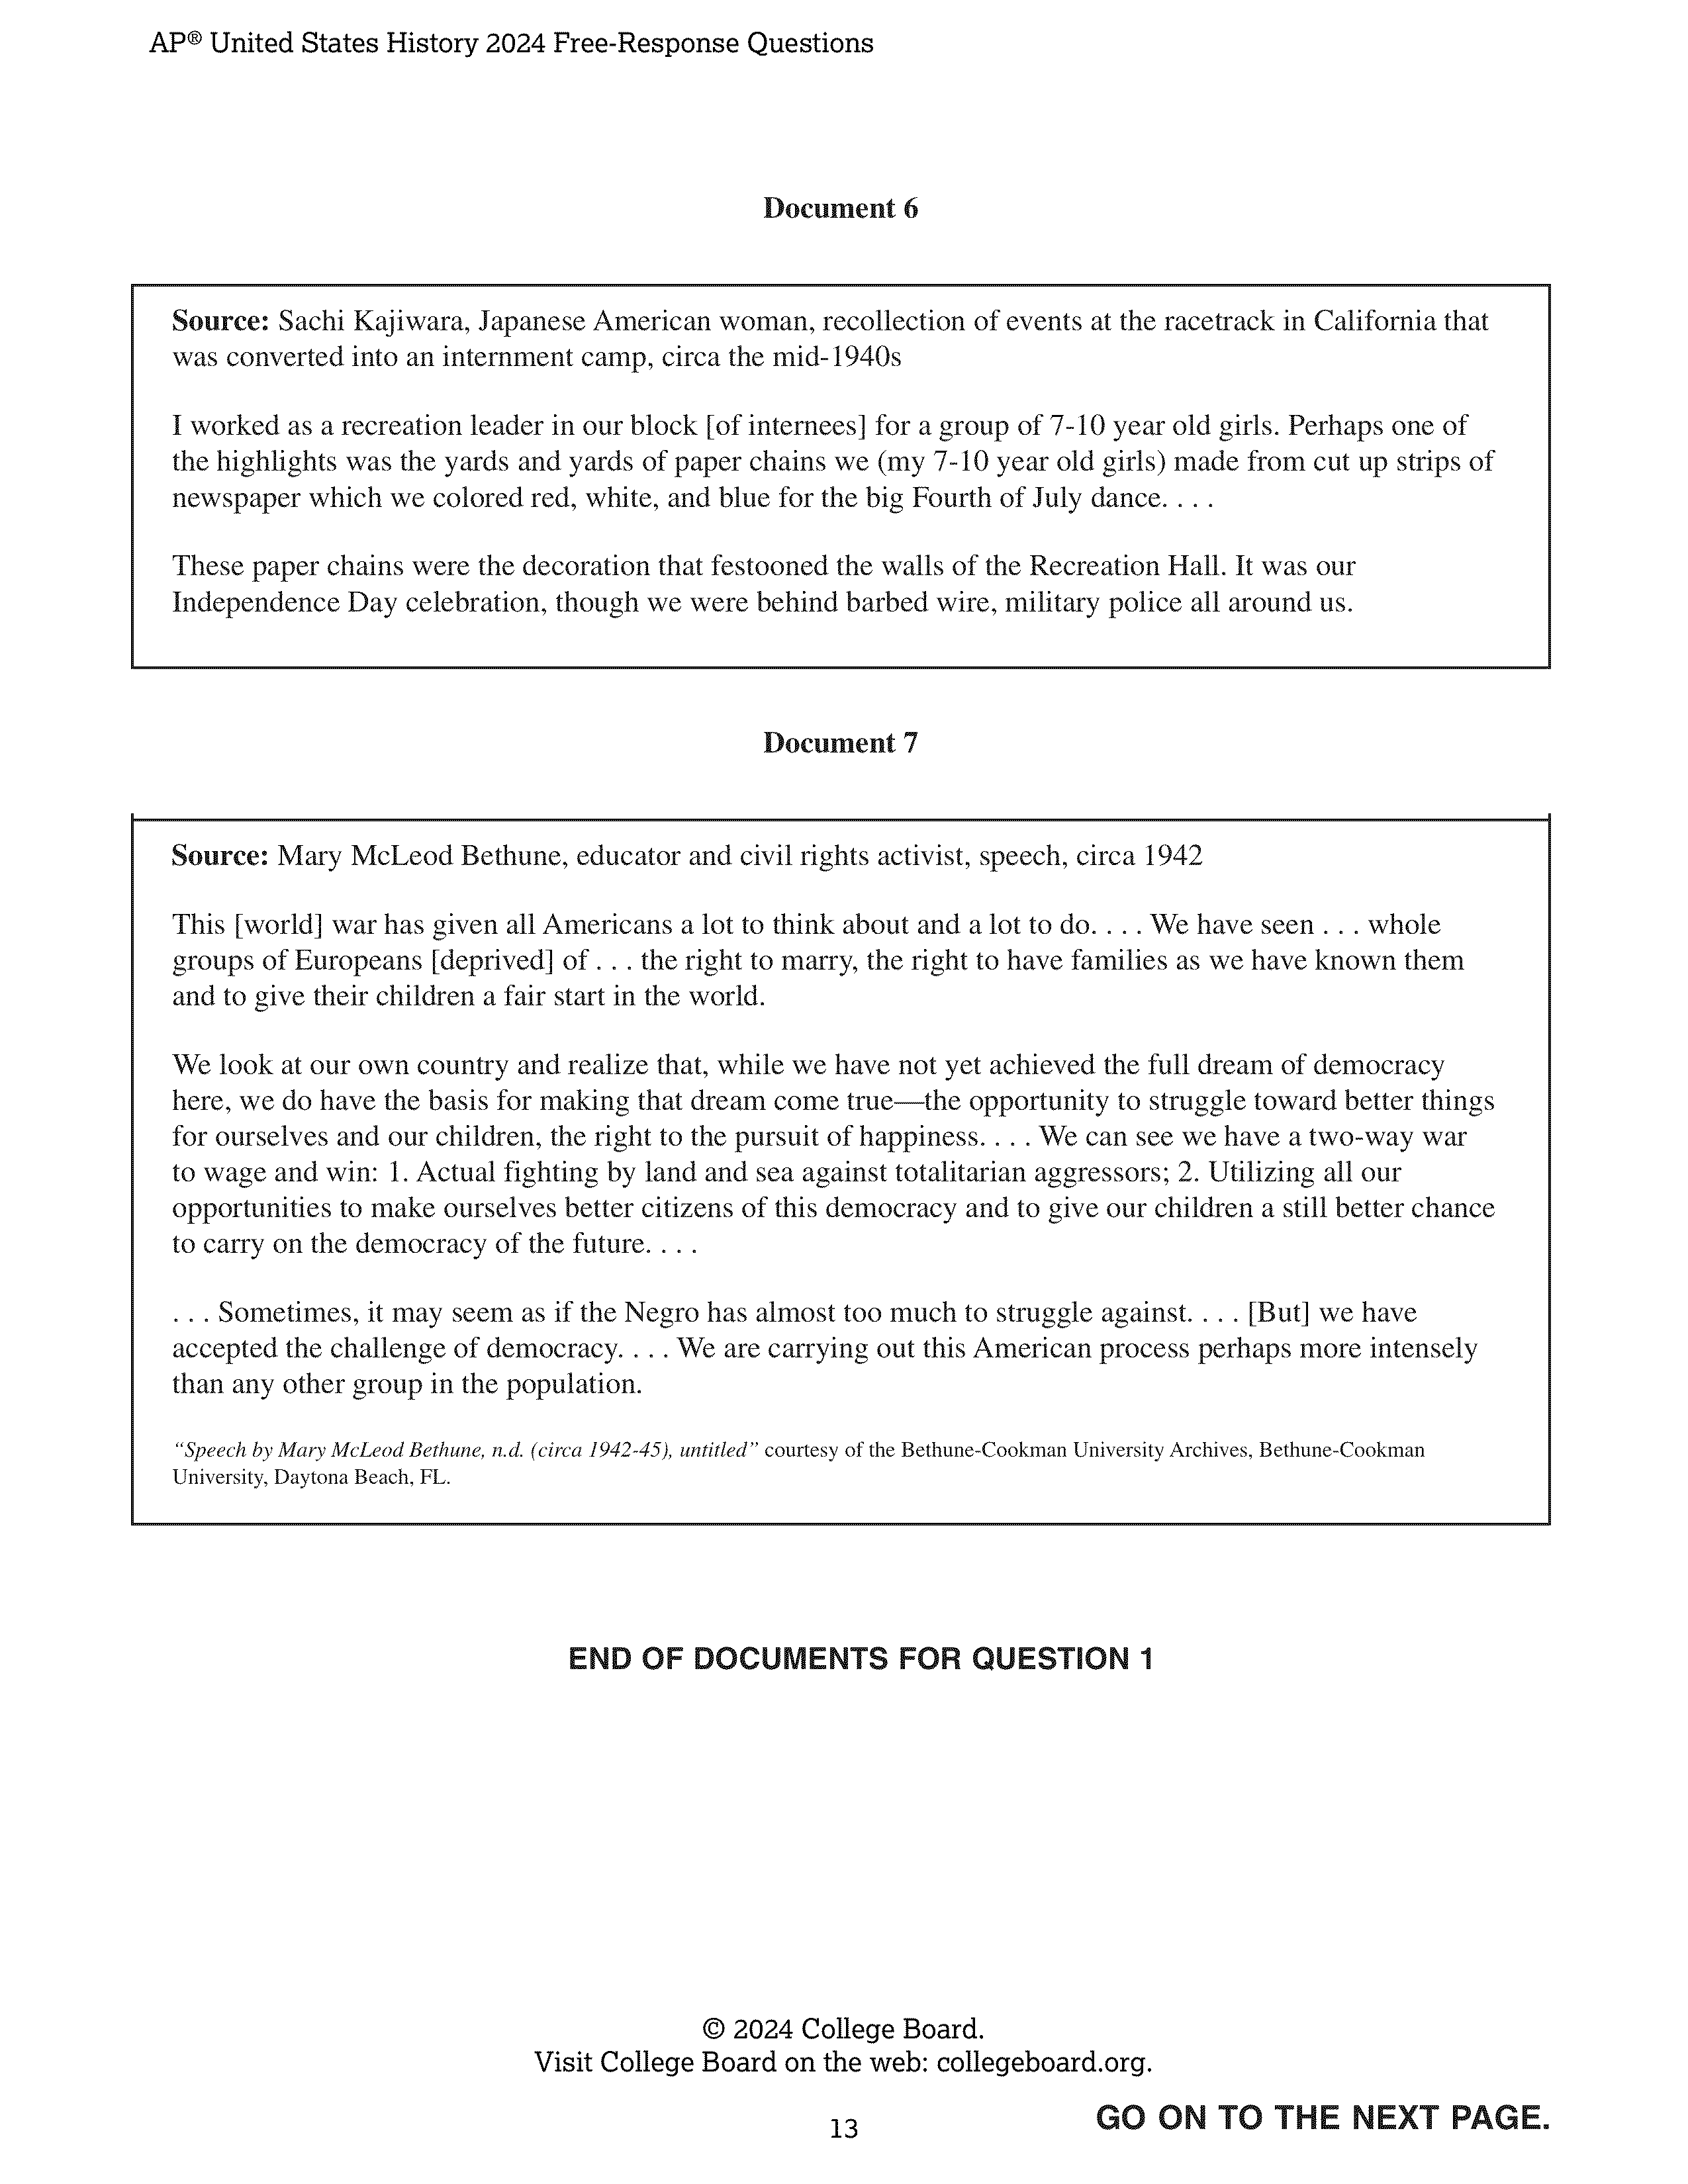 AP® United States History 2024 Free-Response Questions
Document 6
Source: Sachi Kajiwara, Japanese American woman, recollection of events at the racetrack in California that
was converted into an internment camp, circa the mid-1940s
I worked as a recreation leader in our block [of internees] for a group of 7-10 year old girls. Perhaps one of
the highlights was the yards and yards of paper chains we (my 7-10 year old girls) made from cut up strips of
newspaper which we colored red, white, and blue for the big Fourth of July dance. . . .
These paper chains were the decoration that festooned the walls of the Recreation Hall. It was our
Independence Day celebration, though we were behind barbed wire, military police all around us.
Document 7
Source: Mary McLeod Bethune, educator and civil rights activist, speech, circa 1942
This [world] war has given all Americans a lot to think about and a lot to do. . . . We have seen . . . whole
groups of Europeans [deprived] of . . . the right to marry, the right to have families as we have known them
and to give their children a fair start in the world.
We look at our own country and realize that, while we have not yet achieved the full dream of democracy
here, we do have the basis for making that dream come true—the opportunity to struggle toward better things
for ourselves and our children, the right to the pursuit of happiness. . . . We can see we have a two-way war
to wage and win: 1. Actual fighting by land and sea against totalitarian aggressors; 2. Utilizing all our
opportunities to make ourselves better citizens of this democracy and to give our children a still better chance
to carry on the democracy of the future. . . .
. . . Sometimes, it may seem as if the Negro has almost too much to struggle against. . . . [But] we have
accepted the challenge of democracy. . . . We are carrying out this American process perhaps more intensely
than any other group in the population.
“Speech by Mary McLeod Bethune, n.d. (circa 1942-45), untitled” courtesy of the Bethune-Cookman University Archives, Bethune-Cookman
University, Daytona Beach, FL.
END OF DOCUMENTS FOR QUESTION 1
© 2024 College Board.
Visit College Board on the web: collegeboard.org.
GO ON TO THE NEXT PAGE.
13